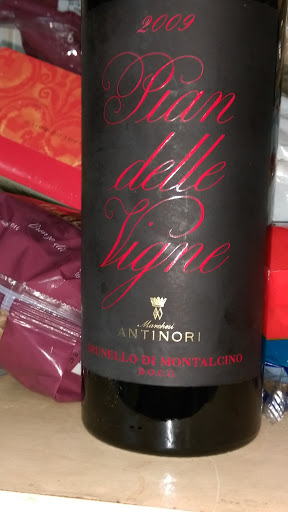 2009
Pian
delle
Vigne
Marchesi
ANTINORI
BRUNELLO DI MONTALCINO
D.O.C.G.